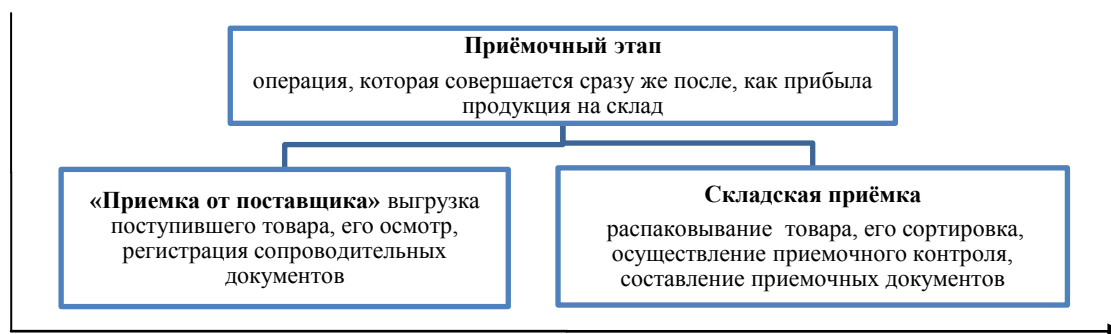 Приёмочный этап
операция, которая совершается сразу же после, как прибыла
продукция на склад
«Приемка от поставщика» выгрузка
поступившего товара, его осмотр,
регистрация сопроводительных
документов
Складская приёмка
распаковывание товара, его сортировка,
осуществление приемочного контроля,
составление приемочных документов